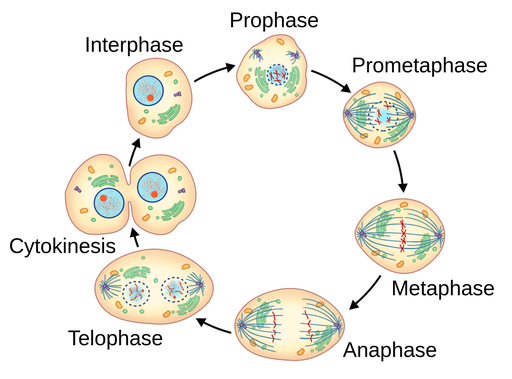 Prophase
Interphase
Prometaphase
Cytokinesis
Metaphase
Telophase
Anaphase